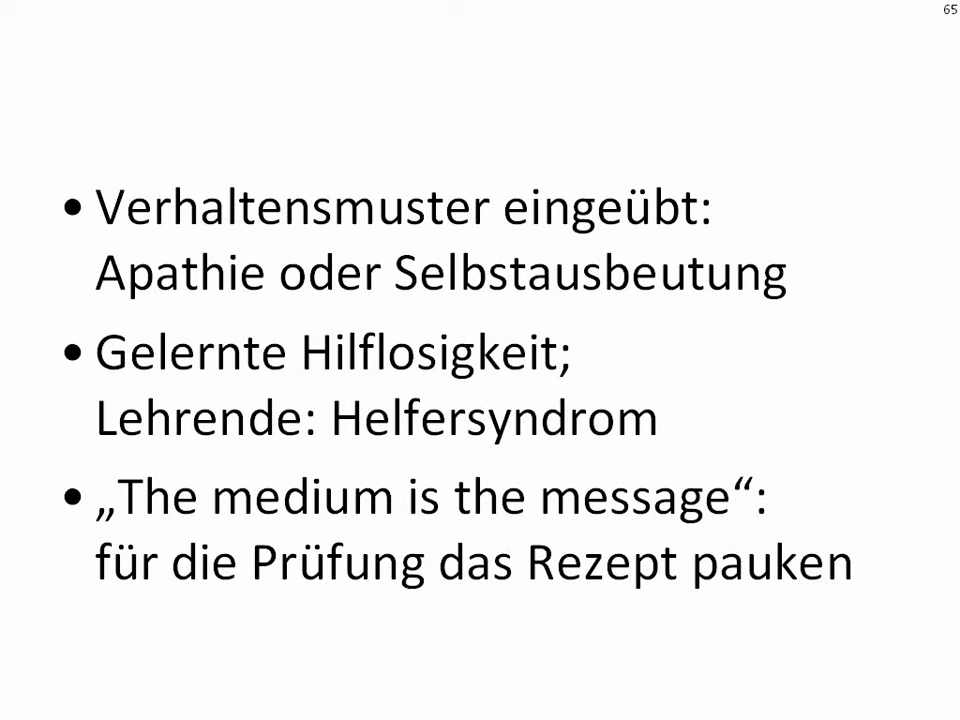 65
• Verhaltensmuster eingeübt:
Apathie oder Selbstausbeutung
• Gelernte Hilflosigkeit;
Lehrende: Helfersyndrom
• „The medium is the message“:
für die Prüfung das Rezept pauken